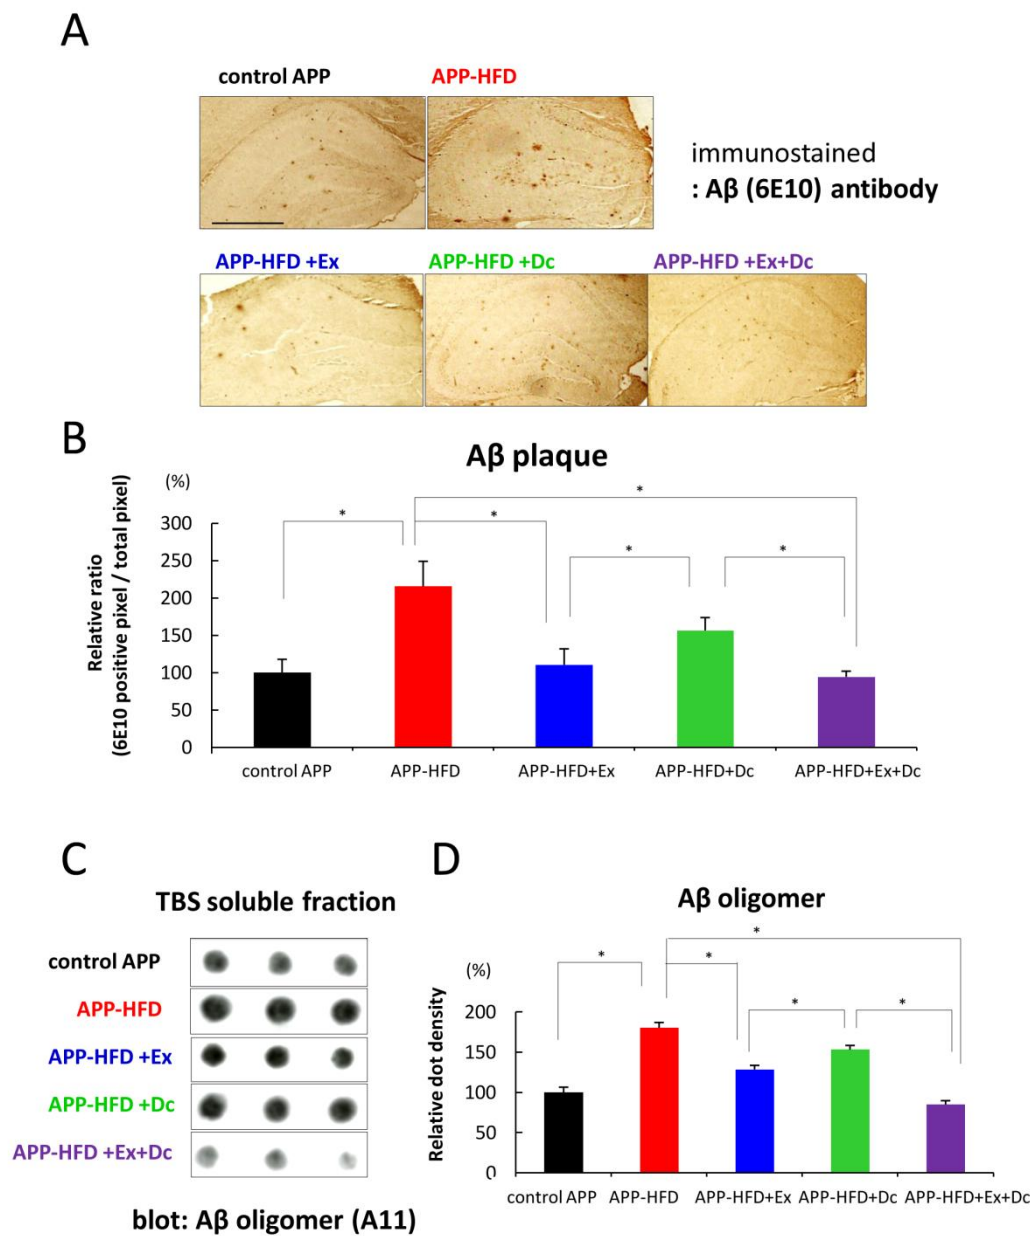 A
control APP
APP-HFD
immunostained
: Aβ (6E10) antibody
APP-HFD +Ex
APP-HFD +Dc
APP-HFD +Ex+Dc
B
Aβ plaque
(%)
Relative ratio
(6E10 positive pixel / total pixel)
*
*
*
*
*
300
250
200
150
100
50
0
control APP
APP-HFD
APP-HFD+Ex
APP-HFD+Dc
APP-HFD+Ex+Dc
C
TBS soluble fraction
control APP
APP-HFD
APP-HFD +Ex
APP-HFD +Dc
APP-HFD +Ex+Dc
blot: Aβ oligomer (A11)
D
Aβ oligomer
(%)
Relative dot density
*
*
*
*
*
200
150
100
50
0
control APP
APP-HFD
APP-HFD+Ex
APP-HFD+Dc
APP-HFD+Ex+Dc